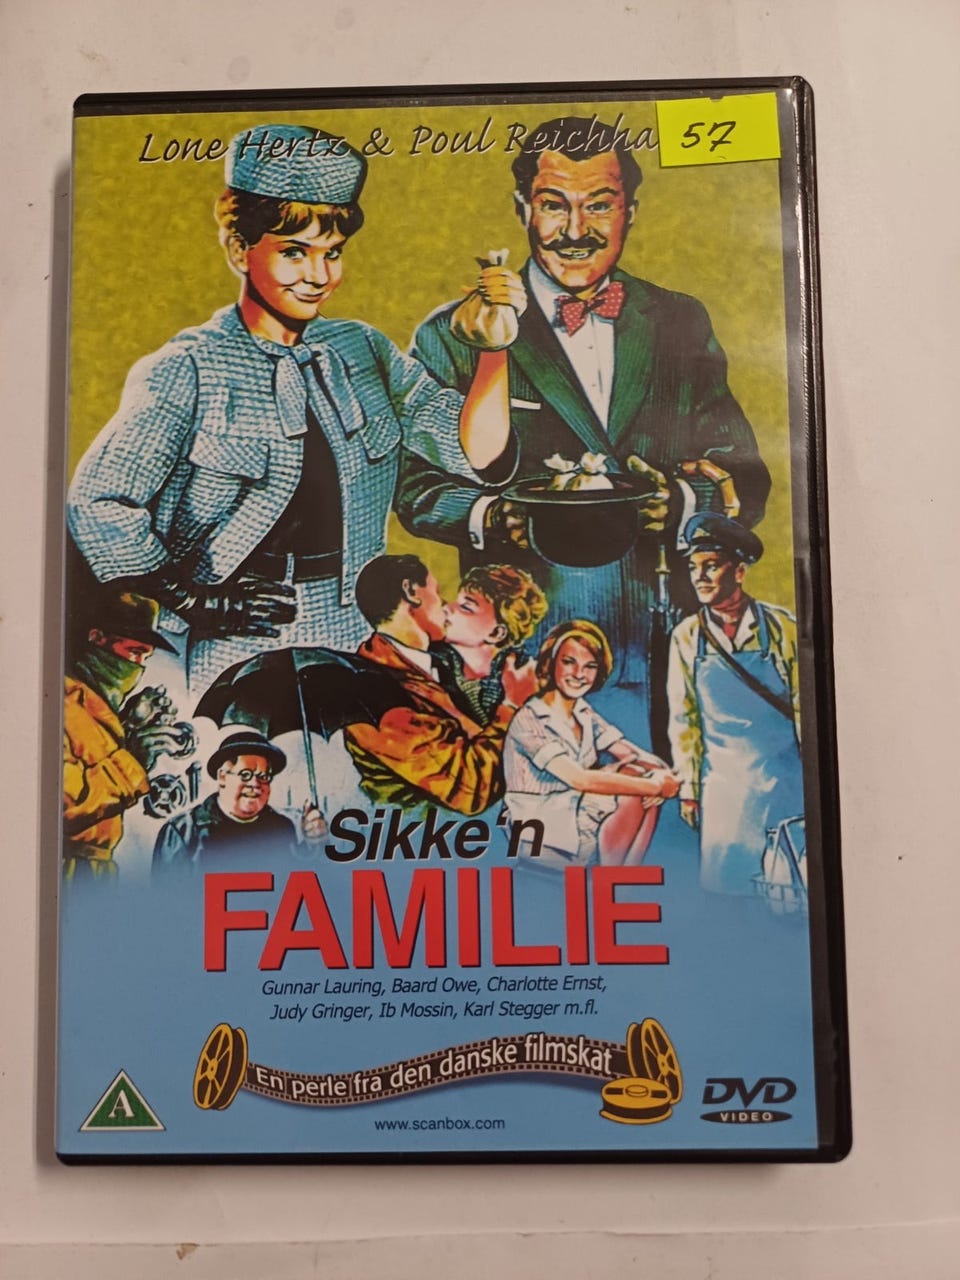 Lone Hertz & Poul Reichha
57
Sikke'n
FAMILIE
Gunnar Lauring, Baard Owe, Charlotte Ernst,
Judy Gringer, Ib Mossin, Karl Stegger m.fl.
En perle fra den danske filmskat
A
www.scanbox.com
DVD
VIDEO